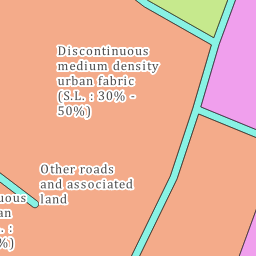 Discontinuous
medium density
urban fabric
(S.L. : 30% -
50%)
Other roads
and associated
land